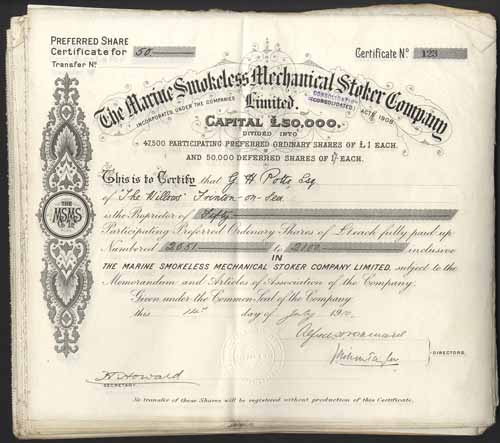 PREFERRED SHARE
Certificate for 50
Transfer No.
Certificate No. 123
The Marine Smokeless Mechanical Stoker Company
INCORPORATED UNDER THE COMPANIES (CONSOLIDATION) ACT, 1908
Limited.
CAPITAL £50,000.
DIVIDED INTO
47,500 PARTICIPATING PREFERRED ORDINARY SHARES OF £1 EACH.
AND 50,000 DEFERRED SHARES OF 1/- EACH.
This is to Certify that G H Potts, Esq
of "The Willows" Frinton-on-Sea
is the Proprietor of Fifty
Participating Preferred Ordinary Shares of £1 each fully paid up
Numbered 2051 to 2100 inclusive
IN
THE MARINE SMOKELESS MECHANICAL STOKER COMPANY LIMITED, subject to the
Memorandum and Articles of Association of the Company.
Given under the Common Seal of the Company
this 14th day of July 1910.
THE
MSMS
Co Ld
DIRECTORS.
H. Howald
SECRETARY.
No transfer of these Shares will be registered without production of this Certificate.